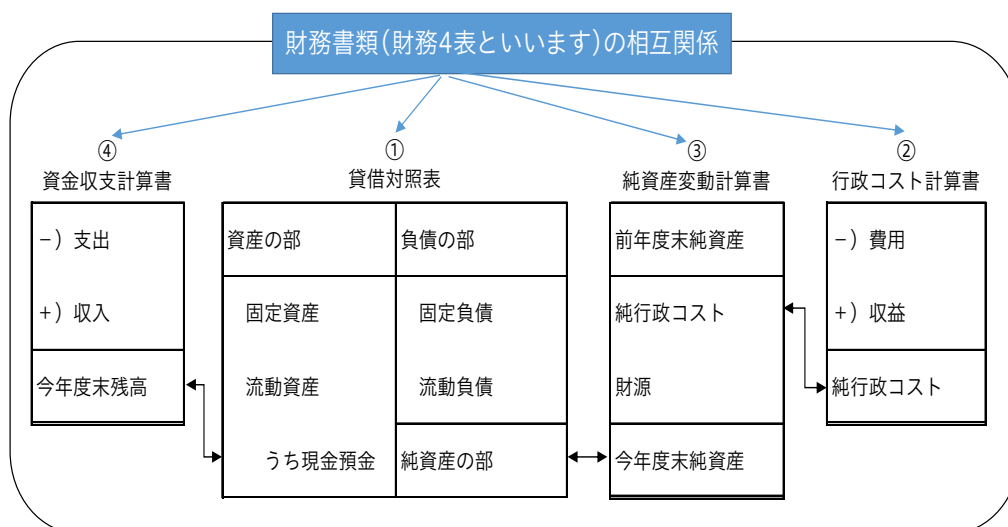 財務書類(財務4表といいます)の相互関係
④
資金収支計算書
－）支出
＋）収入
今年度末残高
①
貸借対照表
資産の部
固定資産
流動資産
うち現金預金
負債の部
固定負債
流動負債
純資産の部
③
純資産変動計算書
前年度末純資産
純行政コスト
財源
今年度末純資産
②
行政コスト計算書
－）費用
＋）収益
純行政コスト